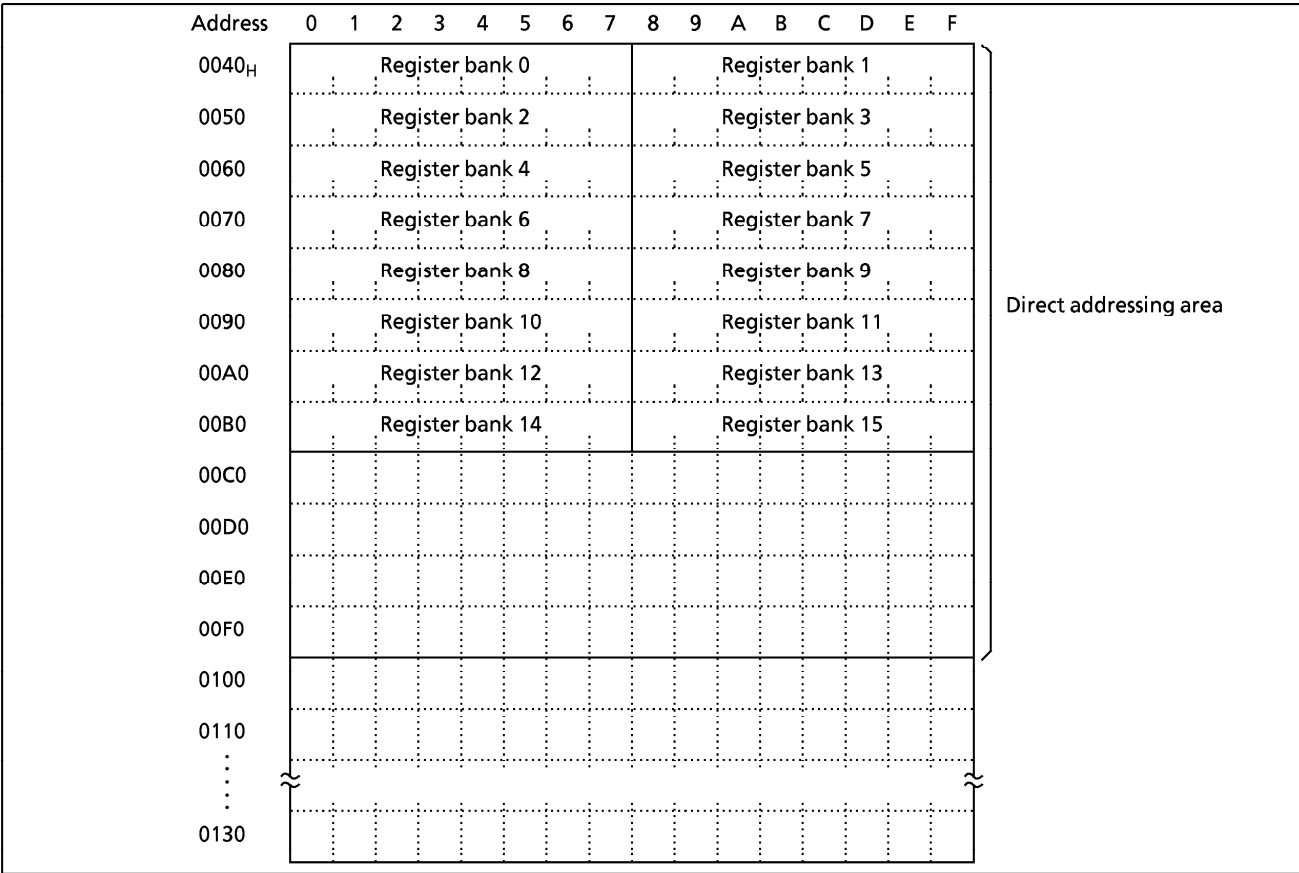 Address 0 1 2 3 4 5 6 7 8 9 A B C D E F
0040H Register bank 0 Register bank 1
0050 Register bank 2 Register bank 3
0060 Register bank 4 Register bank 5
0070 Register bank 6 Register bank 7
0080 Register bank 8 Register bank 9
Direct addressing area
0090 Register bank 10 Register bank 11
00A0 Register bank 12 Register bank 13
00B0 Register bank 14 Register bank 15
00C0
00D0
00E0
00F0
0100
0110
0130